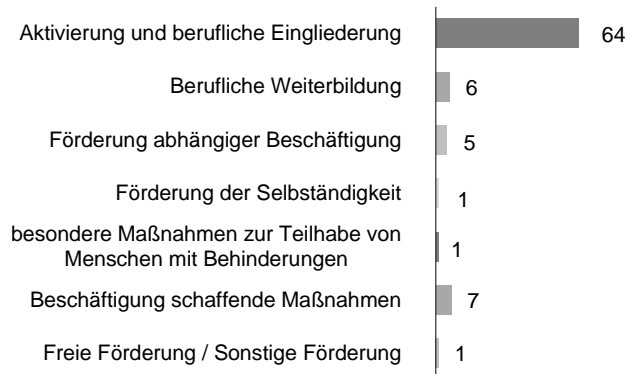 Aktivierung und berufliche Eingliederung 64
Berufliche Weiterbildung 6
Förderung abhängiger Beschäftigung 5
Förderung der Selbständigkeit 1
besondere Maßnahmen zur Teilhabe von
Menschen mit Behinderungen 1
Beschäftigung schaffende Maßnahmen 7
Freie Förderung / Sonstige Förderung 1